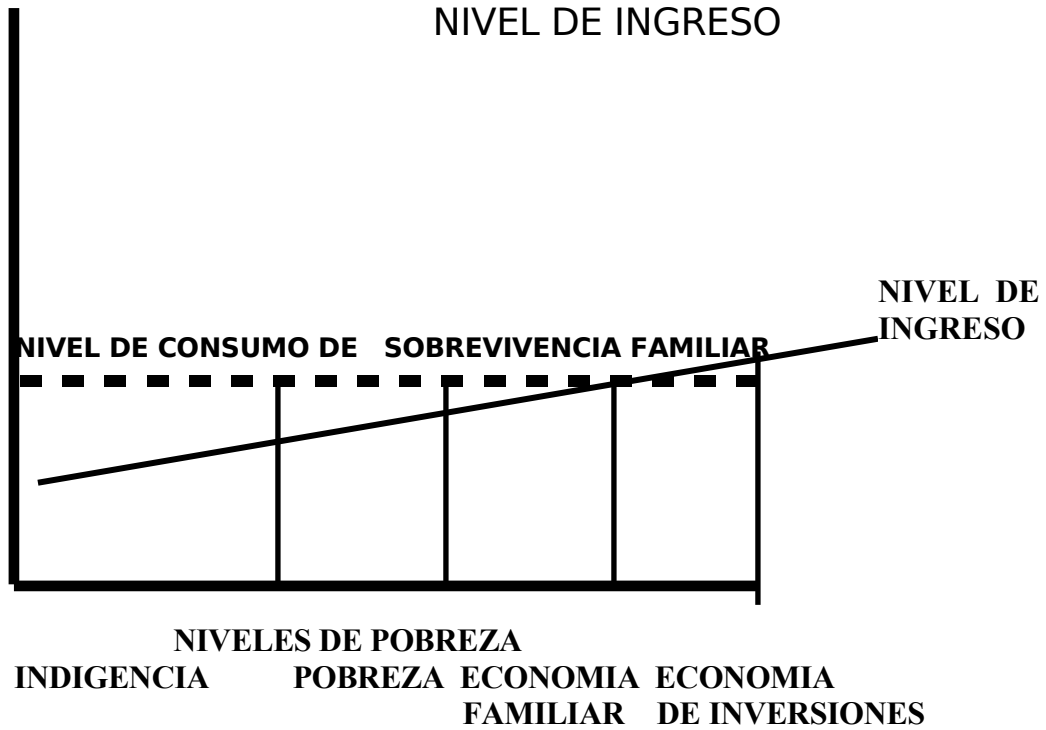 NIVEL DE INGRESO
NIVEL DE
INGRESO
NIVEL DE CONSUMO DE SOBREVIVENCIA FAMILIAR
NIVELES DE POBREZA
INDIGENCIA POBREZA ECONOMIA ECONOMIA
FAMILIAR DE INVERSIONES